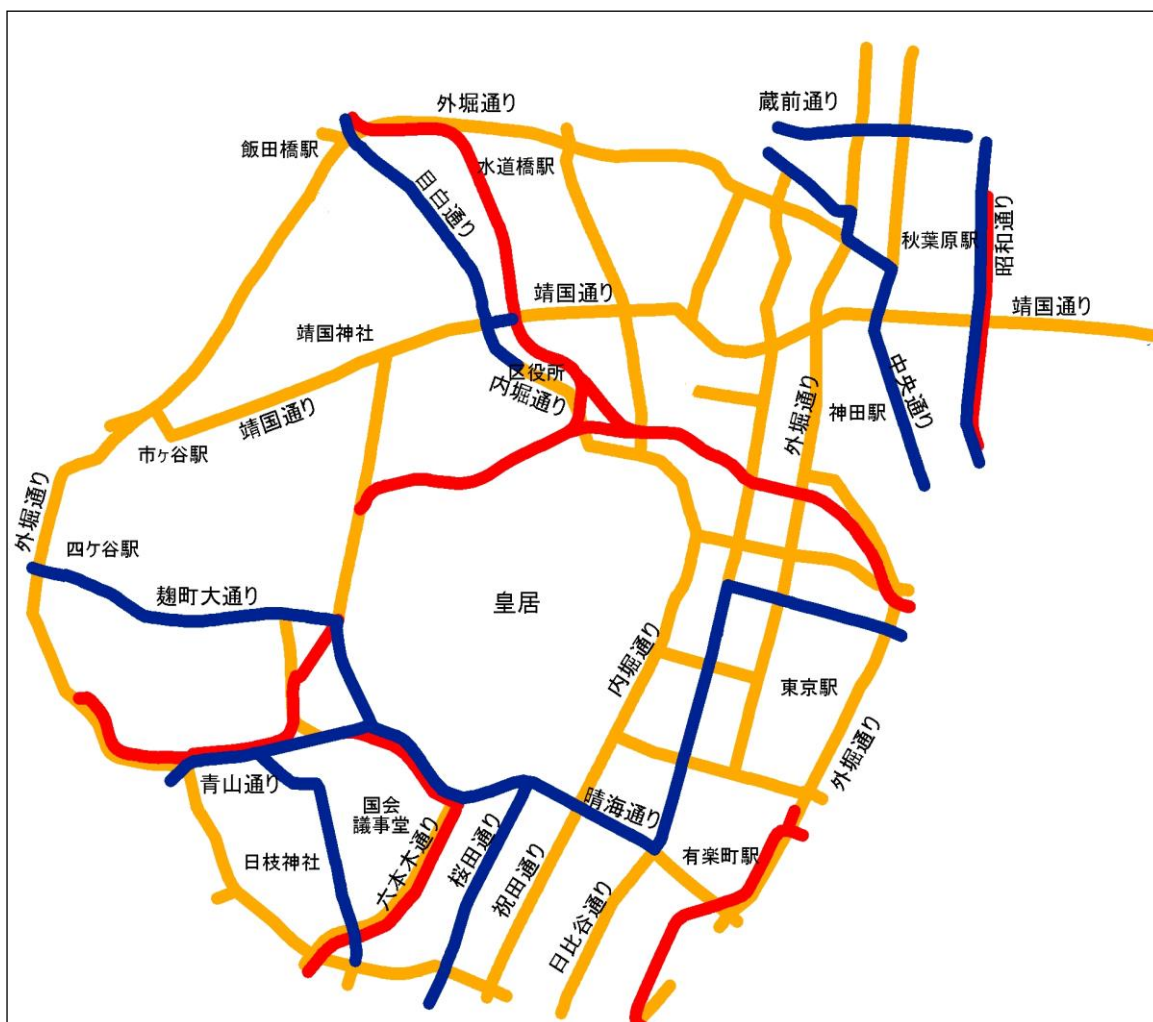 外堀通り
蔵前通り
飯田橋駅
水道橋駅
目白通り
秋葉原駅
昭和通り
靖国通り
靖国通り
靖国神社
区役所
内堀通り
中央通り
外堀通り
神田駅
靖国通り
市ヶ谷駅
外堀通り
四ケ谷駅
麹町大通り
皇居
内堀通り
東京駅
外堀通り
青山通り
国会
議事堂
晴海通り
有楽町駅
日枝神社
六本木通り
桜田通り
祝田通り
日比谷通り